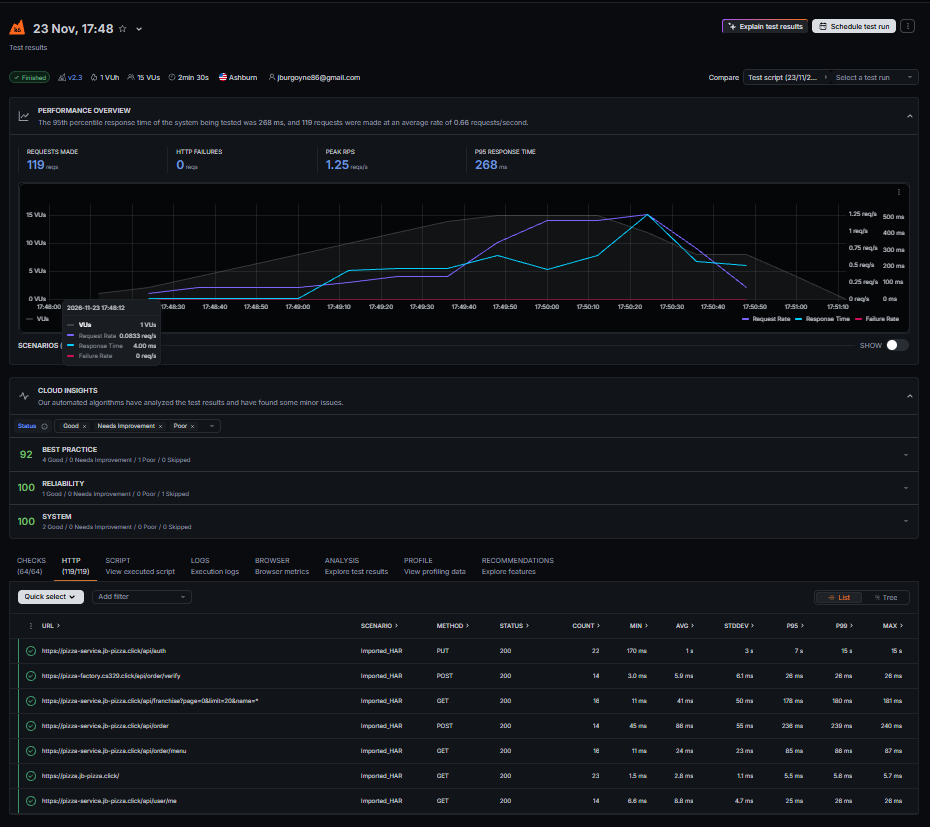 23 Nov, 17:48
Explain test results
Schedule test run
Test results
Finished
v2.3
1 VUh
15 VUs
2min 30s
Ashburn
jburgoyne86@gmail.com
Compare
Test script (23/11/2...
Select a test run
PERFORMANCE OVERVIEW
The 95th percentile response time of the system being tested was 268 ms, and 119 requests were made at an average rate of 0.66 requests/second.
REQUESTS MADE
119 reqs
HTTP FAILURES
0 reqs
PEAK RPS
1.25 reqs/s
P95 RESPONSE TIME
268 ms
15 VUs
10 VUs
5 VUs
0 VUs
1.25 req/s 500 ms
1 req/s 400 ms
0.75 req/s 300 ms
0.5 req/s 200 ms
0.25 req/s 100 ms
0 req/s 0 ms
17:48:00 17:48:30 17:48:40 17:48:50 17:49:00 17:49:10 17:49:20 17:49:30 17:49:40 17:49:50 17:50:00 17:50:10 17:50:20 17:50:30 17:50:40 17:50:50 17:51:00 17:51:10
VUs
Request Rate Response Time Failure Rate
2026-11-23 17:48:12
VUs 1 VUs
Request Rate 0.0833 req/s
Response Time 4.00 ms
Failure Rate 0 req/s
SCENARIOS (
SHOW
CLOUD INSIGHTS
Our automated algorithms have analyzed the test results and have found some minor issues.
Status
Good ×
Needs Improvement ×
Poor ×
92
BEST PRACTICE
4 Good / 0 Needs Improvement / 1 Poor / 0 Skipped
100
RELIABILITY
1 Good / 0 Needs Improvement / 0 Poor / 1 Skipped
100
SYSTEM
2 Good / 0 Needs Improvement / 0 Poor / 0 Skipped
CHECKS HTTP SCRIPT LOGS BROWSER ANALYSIS PROFILE RECOMMENDATIONS
(64/64) (119/119) View executed script Execution logs Browser metrics Explore test results View profiling data Explore features
Quick select
Add filter
List
Tree
URL SCENARIO METHOD STATUS COUNT MIN AVG STDDEV P95 P99 MAX
https://pizza-service.jb-pizza.click/api/auth Imported_HAR PUT 200 22 170 ms 1 s 3 s 7 s 15 s 15 s
https://pizza-factory.cs329.click/api/order/verify Imported_HAR POST 200 14 3.0 ms 5.9 ms 6.1 ms 26 ms 26 ms 26 ms
https://pizza-service.jb-pizza.click/api/franchise?page=0&limit=20&name=* Imported_HAR GET 200 16 11 ms 41 ms 50 ms 176 ms 180 ms 181 ms
https://pizza-service.jb-pizza.click/api/order Imported_HAR POST 200 14 45 ms 86 ms 55 ms 236 ms 239 ms 240 ms
https://pizza-service.jb-pizza.click/api/order/menu Imported_HAR GET 200 16 11 ms 24 ms 23 ms 85 ms 86 ms 87 ms
https://pizza.jb-pizza.click/ Imported_HAR GET 200 23 1.5 ms 2.8 ms 1.1 ms 5.5 ms 5.6 ms 5.7 ms
https://pizza-service.jb-pizza.click/api/user/me Imported_HAR GET 200 14 6.6 ms 8.8 ms 4.7 ms 25 ms 26 ms 26 ms